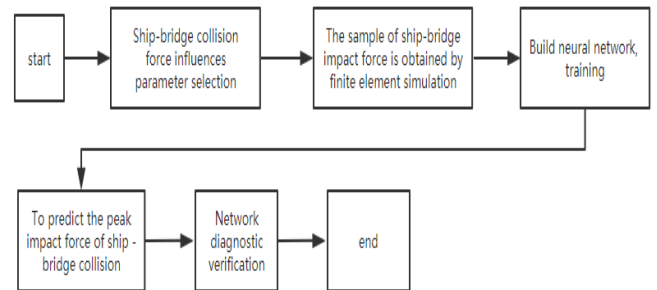 start
Ship-bridge collision
force influences
parameter selection
The sample of ship-bridge
impact force is obtained by
finite element simulation
Build neural network,
training
To predict the peak
impact force of ship -
bridge collision
Network
diagnostic
verification
end